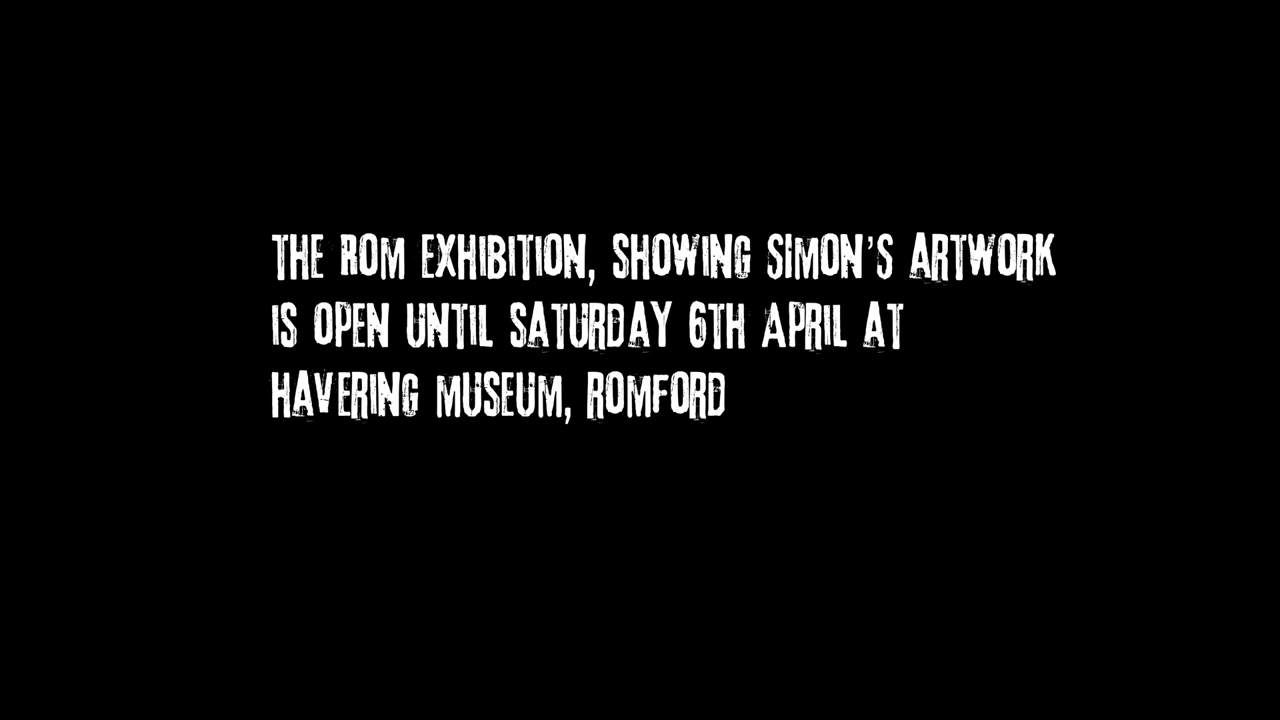 THE ROM EXHIBITION, SHOWING SIMON'S ARTWORK
IS OPEN UNTIL SATURDAY 6TH APRIL AT
HAVERING MUSEUM, ROMFORD